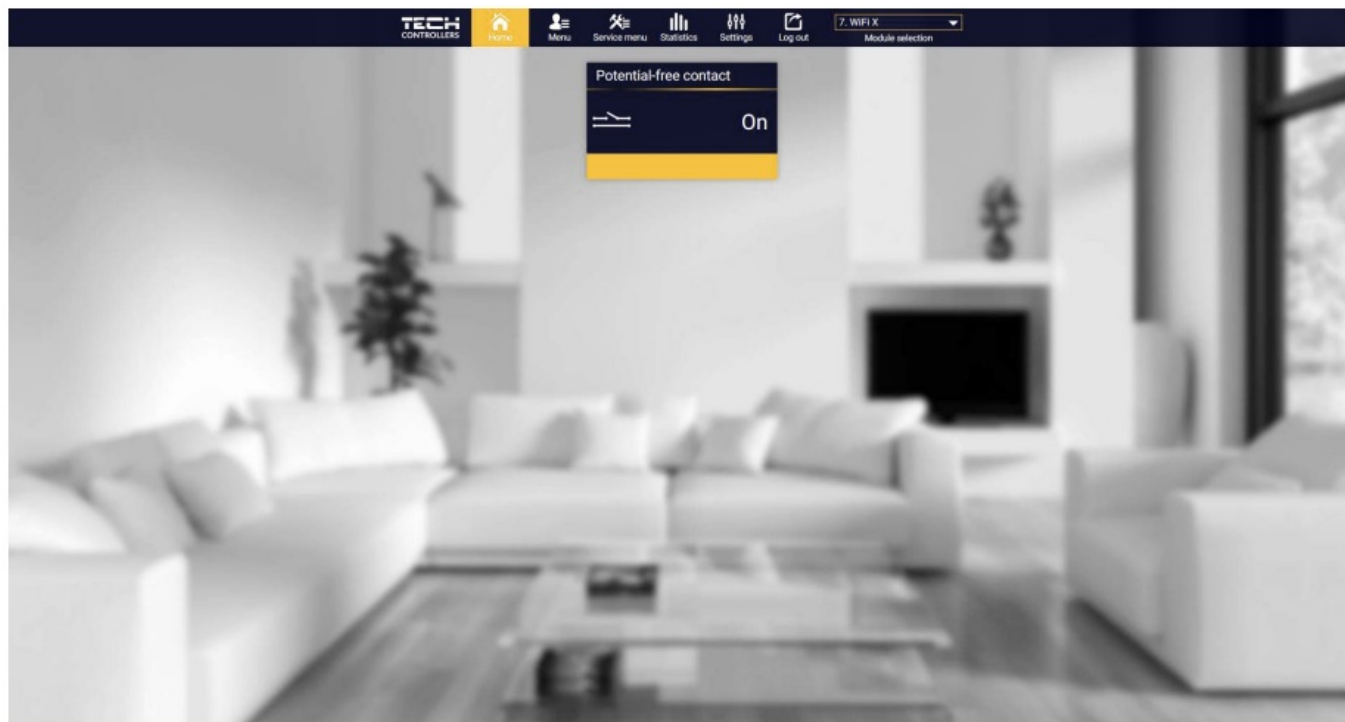 TECH
CONTROLLERS
Home
Menu
Service menu
Statistics
Settings
Log out
7. WiFi X
Module selection
Potential-free contact
On